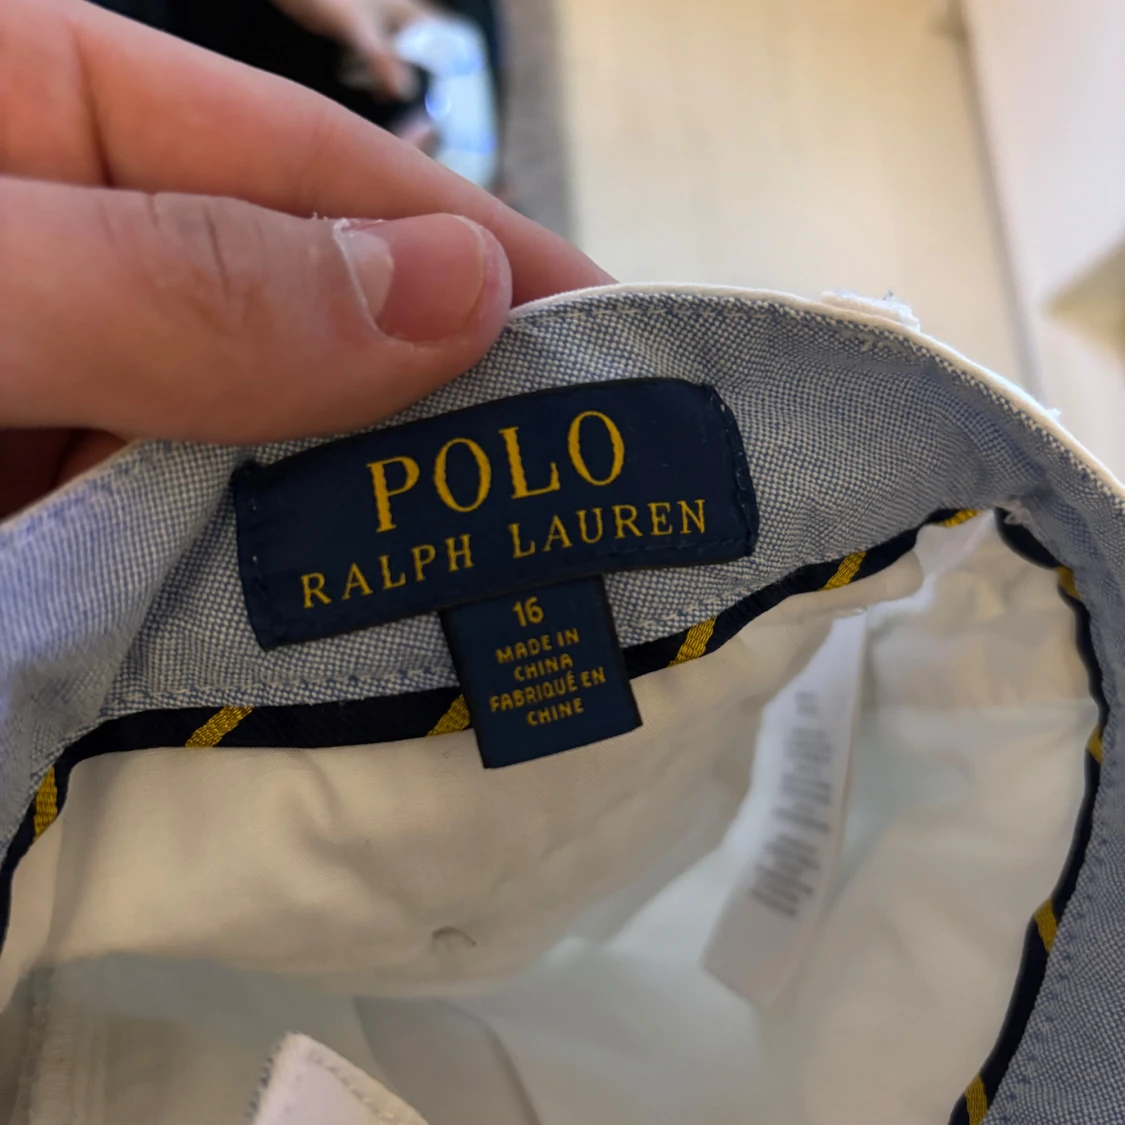 POLO
RALPH LAUREN
16
MADE IN
CHINA
FABRIQUÉ EN
CHINE